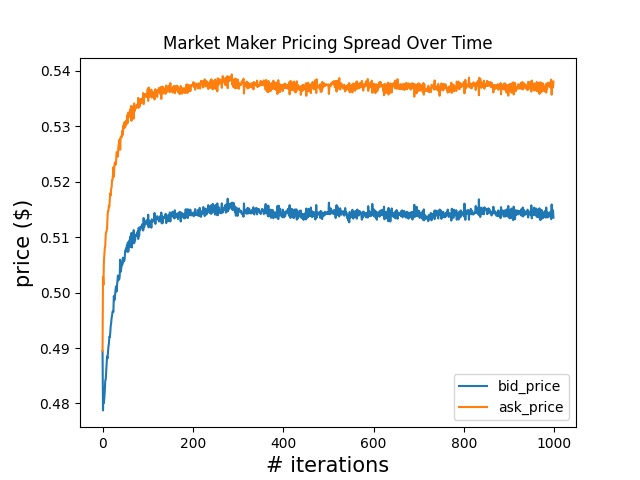 Market Maker Pricing Spread Over Time
price ($)
0.54
0.53
0.52
0.51
0.50
0.49
0.48
0 200 400 600 800 1000
# iterations
bid_price
ask_price